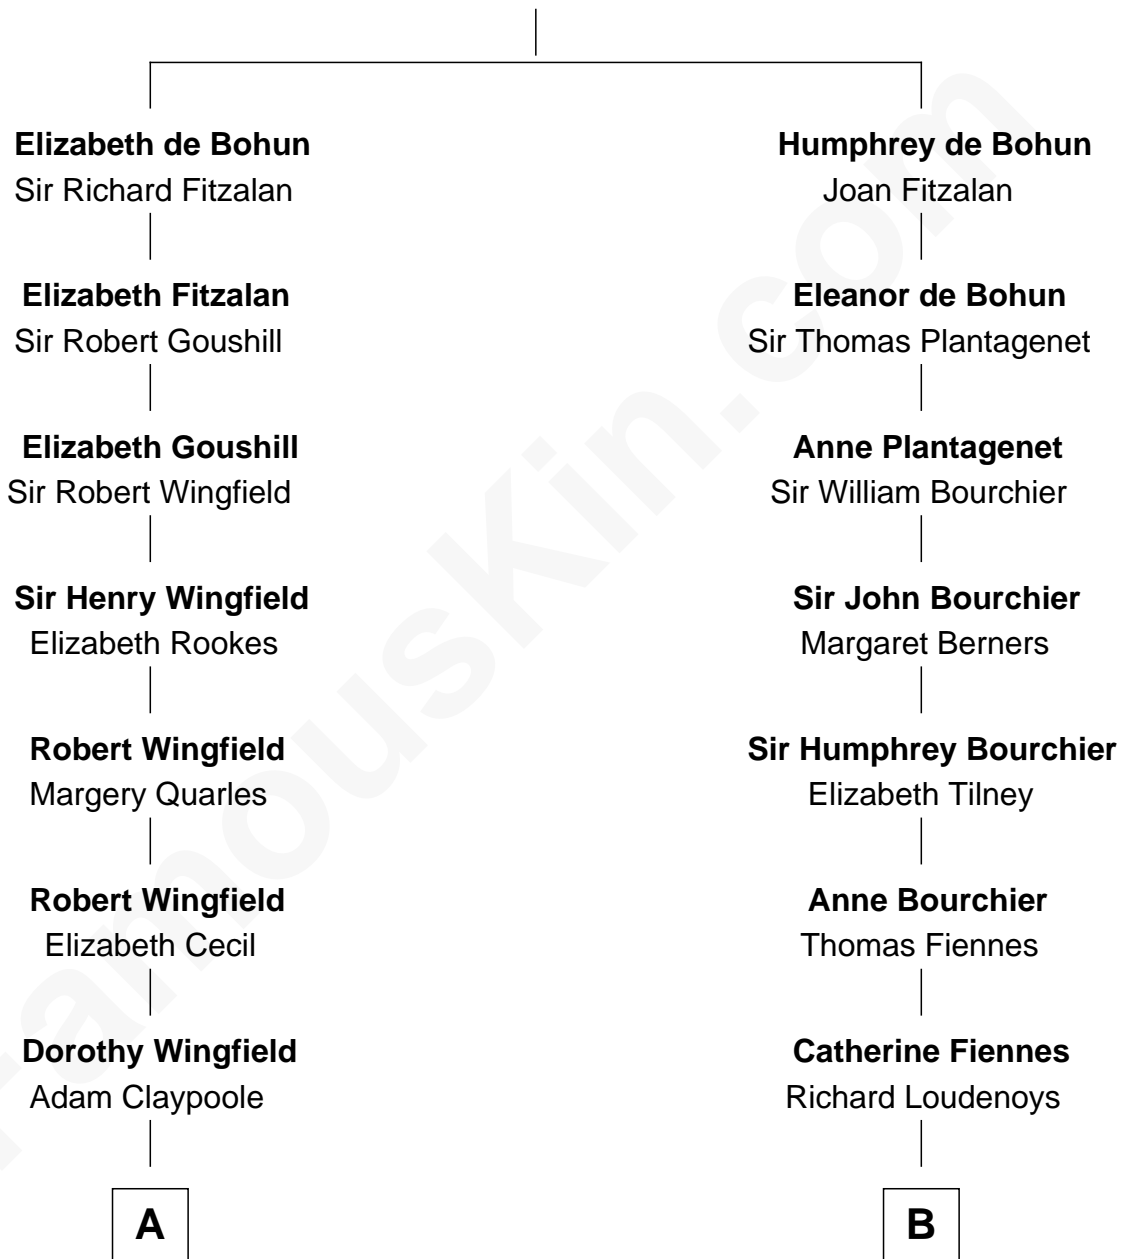 Elizabeth de Bohun
Sir Richard Fitzalan
Elizabeth Fitzalan
Sir Robert Goushill
Elizabeth Goushill
Sir Robert Wingfield
Sir Henry Wingfield
Elizabeth Rookes
Robert Wingfield
Margery Quarles
Robert Wingfield
Elizabeth Cecil
Dorothy Wingfield
Adam Claypoole
A
Humphrey de Bohun
Joan Fitzalan
Eleanor de Bohun
Sir Thomas Plantagenet
Anne Plantagenet
Sir William Bourchier
Sir John Bourchier
Margaret Berners
Sir Humphrey Bourchier
Elizabeth Tilney
Anne Bourchier
Thomas Fiennes
Catherine Fiennes
Richard Loudenoys
B
FamousKin.com